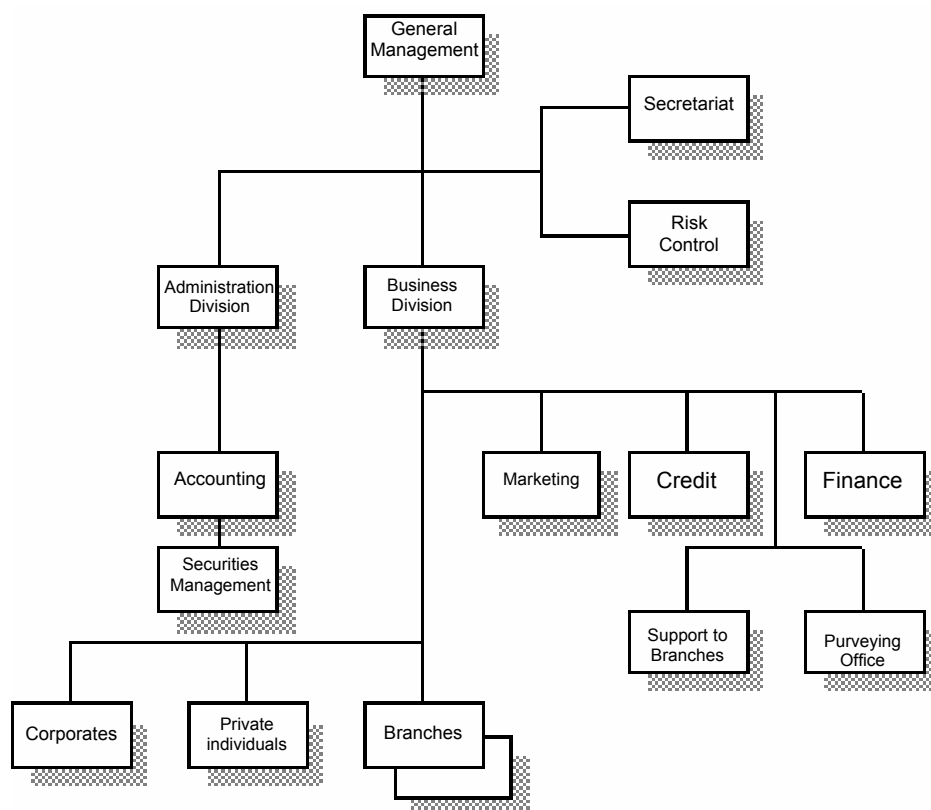 General
Management
Secretariat
Risk
Control
Administration
Division
Business
Division
Accounting
Marketing
Credit
Finance
Securities
Management
Support to
Branches
Purveying
Office
Corporates
Private
individuals
Branches